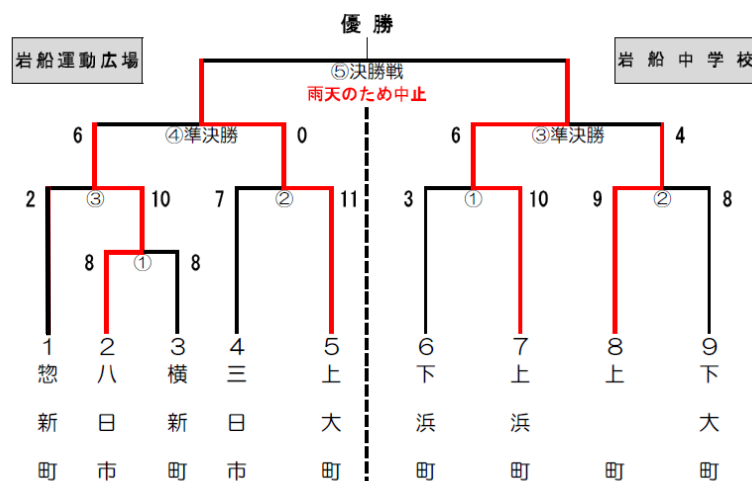 優勝
岩船運動広場
岩船中学校
⑤決勝戦
雨天のため中止
6
④準決勝
0
6
③準決勝
4
2
③
10
7
②
11
3
①
10
9
②
8
8
①
8
1
2
3
4
5
6
7
8
9
惣新町
八日市
横新町
三日市
上大町
下浜町
上浜町
上町
下大町